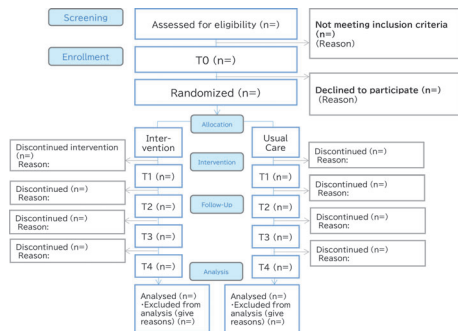 Screening
Assessed for eligibility (n=)
Not meeting inclusion criteria
(n=)
(Reason)
Enrollment
T0 (n=)
Randomized (n=)
Declined to participate (n=)
(Reason)
Allocation
Inter-
vention
Usual
Care
Discontinued intervention
(n=)
Reason:
Discontinued (n=)
Reason:
Intervention
T1 (n=)
T1 (n=)
Discontinued (n=)
Reason:
Discontinued (n=)
Reason:
T2 (n=)
Follow-Up
T2 (n=)
Discontinued (n=)
Reason:
Discontinued (n=)
Reason:
T3 (n=)
T3 (n=)
Discontinued (n=)
Reason:
Discontinued (n=)
Reason:
T4 (n=)
Analysis
T4 (n=)
Analysed (n=)
・Excluded from
analysis (give
reasons) (n=)
Analysed (n=)
・Excluded from
analysis (give
reasons) (n=)